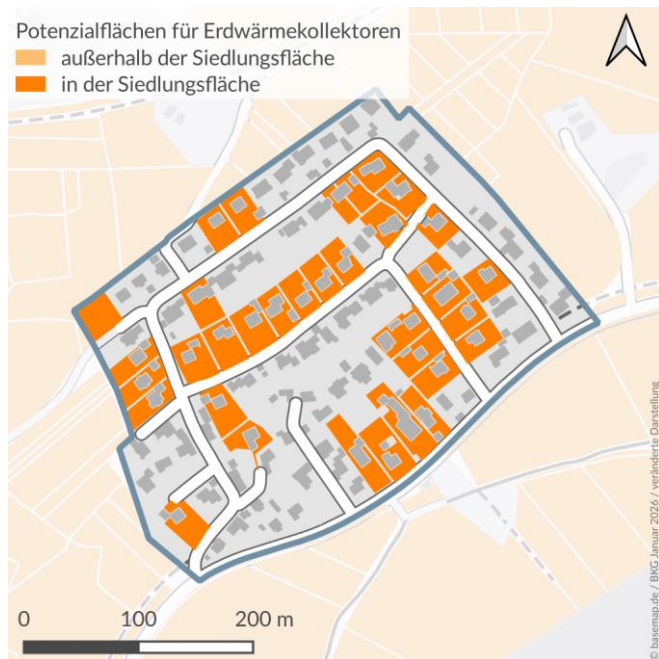 Potenzialflächen für Erdwärmekollektoren
außerhalb der Siedlungsfläche
in der Siedlungsfläche
0 100 200 m
© basemap.de / BKG Januar 2026 / veränderte Darstellung